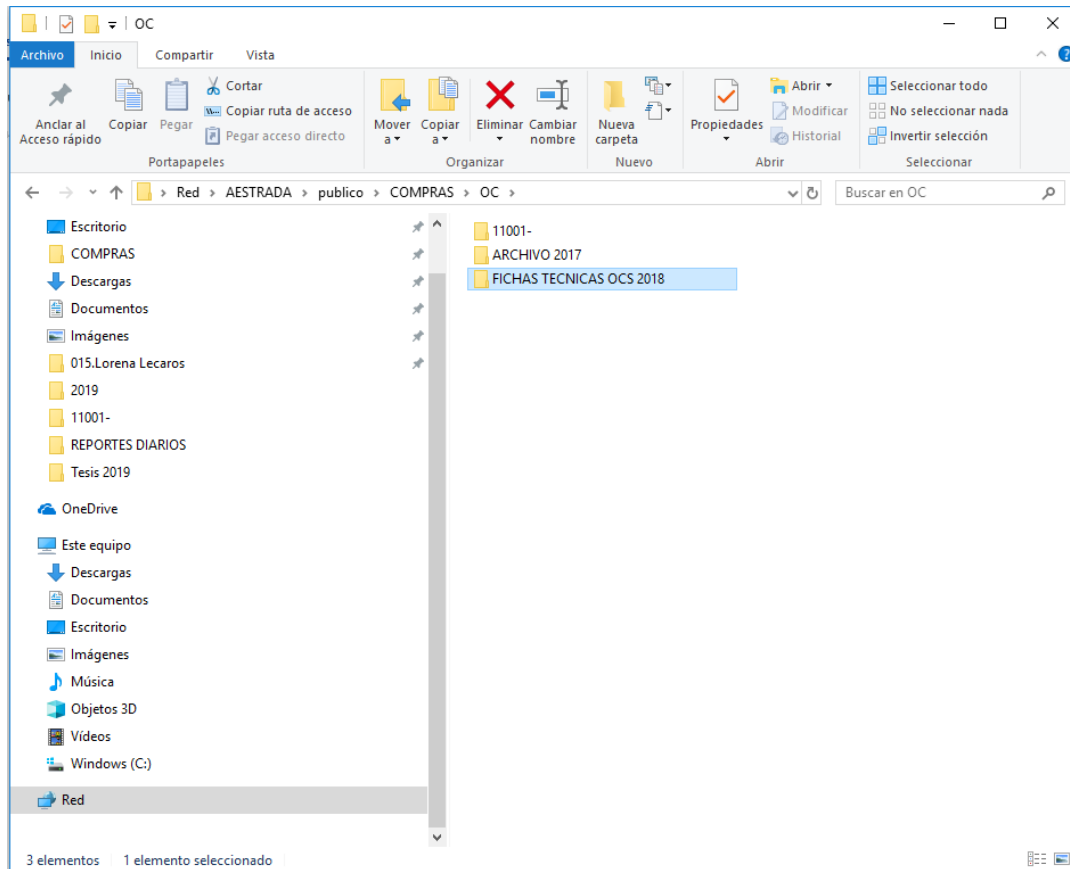 OC
Archivo Inicio Compartir Vista
Anclar al Acceso rápido
Copiar
Pegar
Cortar
Copiar ruta de acceso
Pegar acceso directo
Portapapeles
Mover a
Copiar a
Eliminar
Cambiar nombre
Organizar
Nueva carpeta
Nuevo
Propiedades
Abrir
Modificar
Historial
Abrir
Seleccionar todo
No seleccionar nada
Invertir selección
Seleccionar
Red > AESTRADA > publico > COMPRAS > OC >
Buscar en OC
Escritorio
COMPRAS
Descargas
Documentos
Imágenes
015.Lorena Lecaros
2019
11001-
REPORTES DIARIOS
Tesis 2019
OneDrive
Este equipo
Descargas
Documentos
Escritorio
Imágenes
Música
Objetos 3D
Vídeos
Windows (C:)
Red
11001-
ARCHIVO 2017
FICHAS TECNICAS OCS 2018
3 elementos 1 elemento seleccionado